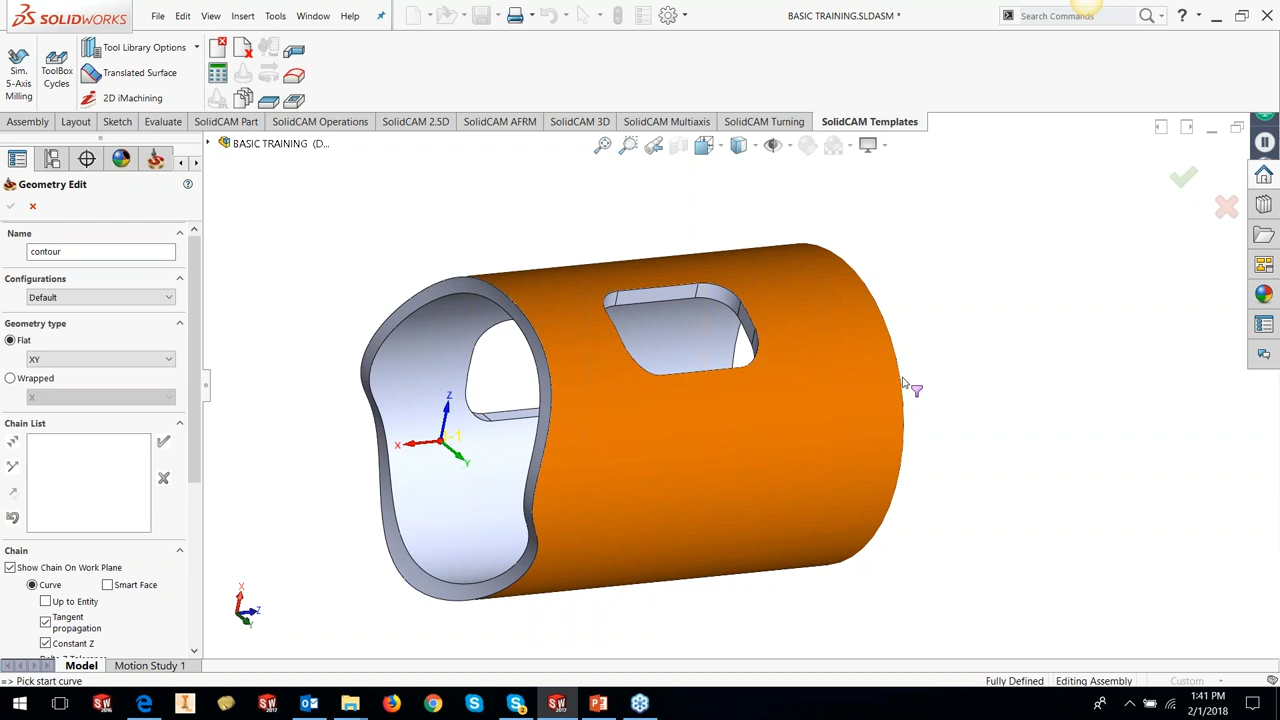 SOLIDWORKS
File Edit View Insert Tools Window Help
BASIC TRAINING.SLDASM *
Search Commands
?
Sim.
5-Axis
Milling
ToolBox
Cycles
Tool Library Options
Translated Surface
2D iMachining
Assembly Layout Sketch Evaluate SolidCAM Part SolidCAM Operations SolidCAM 2.5D SolidCAM AFRM SolidCAM 3D SolidCAM Multiaxis SolidCAM Turning SolidCAM Templates
BASIC TRAINING (D...
Geometry Edit
?
Name
contour
Configurations
Default
Geometry type
Flat
XY
Wrapped
X
Chain List
Chain
Show Chain On Work Plane
Curve Smart Face
Up to Entity
Tangent
propagation
Constant Z
Z
-1
X
Y
X
Z
Y
Model Motion Study 1
=> Pick start curve
Fully Defined Editing Assembly Custom
1:41 PM
2/1/2018